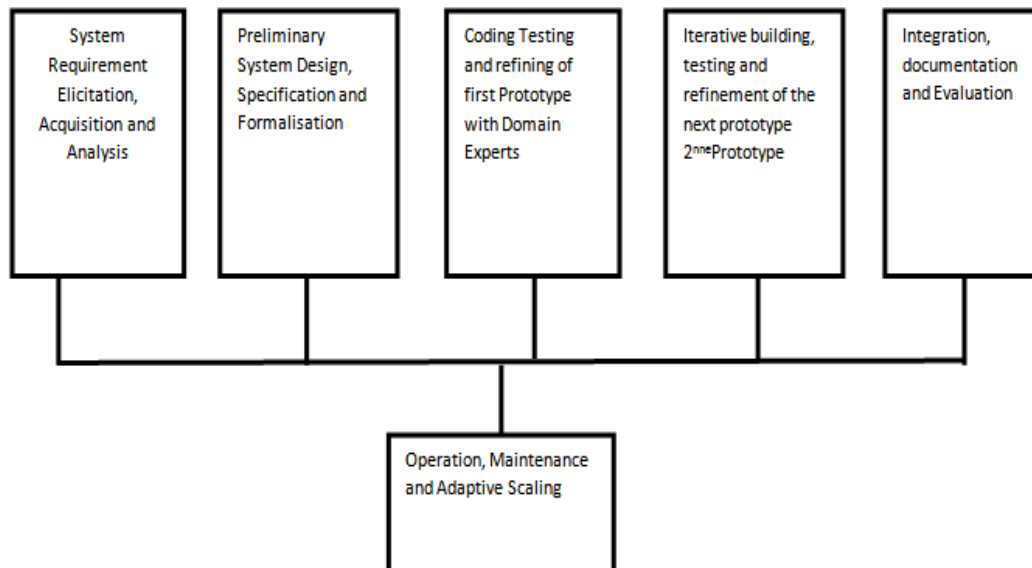 System
Requirement
Elicitation,
Acquisition and
Analysis
Preliminary
System Design,
Specification and
Formalisation
Coding Testing
and refining of
first Prototype
with Domain
Experts
Iterative building,
testing and
refinement of the
next prototype
2ⁿⁿᵉPrototype
Integration,
documentation
and Evaluation
Operation, Maintenance
and Adaptive Scaling